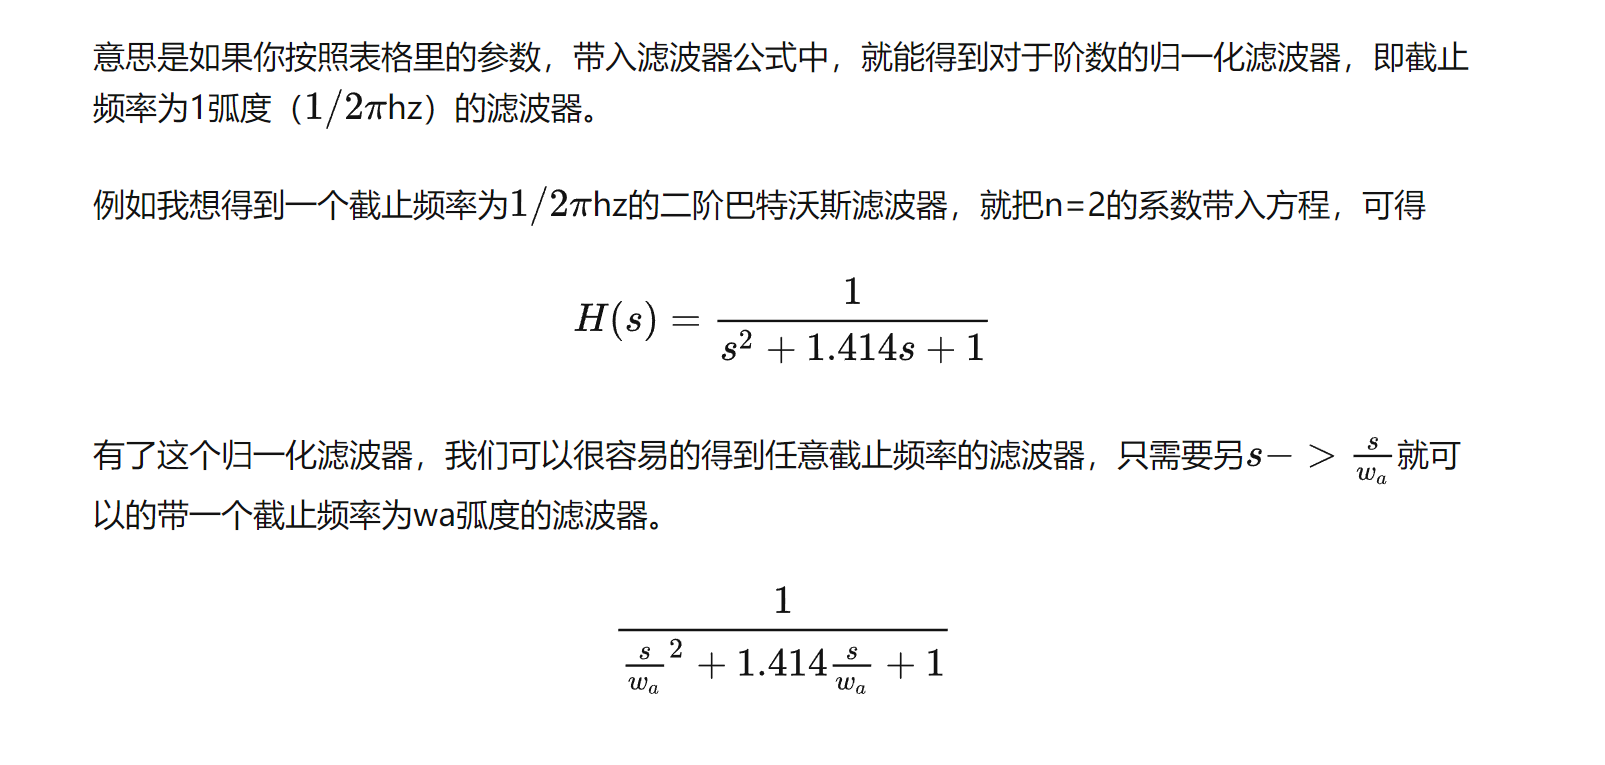 意思是如果你按照表格里的参数，带入滤波器公式中，就能得到对于阶数的归一化滤波器，即截止
频率为1弧度（1/2πhz）的滤波器。
例如我想得到一个截止频率为1/2πhz的二阶巴特沃斯滤波器，就把n=2的系数带入方程，可得
H(s) = \frac{1}{s^2 + 1.414s + 1}
有了这个归一化滤波器，我们可以很容易的得到任意截止频率的滤波器，只需要另s− > \frac{s}{w_a}就可
以的带一个截止频率为wa弧度的滤波器。
\frac{1}{\frac{s}{w_a}^2 + 1.414\frac{s}{w_a} + 1}